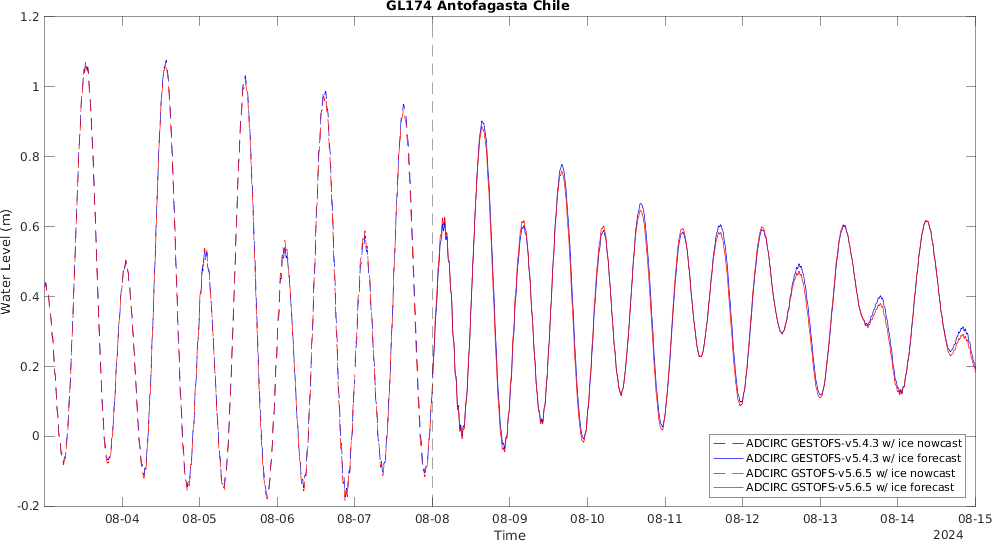 GL174 Antofagasta Chile
1.2
1
0.8
0.6
0.4
0.2
0
-0.2
Water Level (m)
ADCIRC GESTOFS-v5.4.3 w/ ice nowcast
ADCIRC GESTOFS-v5.4.3 w/ ice forecast
ADCIRC GSTOFS-v5.6.5 w/ ice nowcast
ADCIRC GSTOFS-v5.6.5 w/ ice forecast
08-04 08-05 08-06 08-07 08-08 08-09 08-10 08-11 08-12 08-13 08-14 08-15
Time
2024